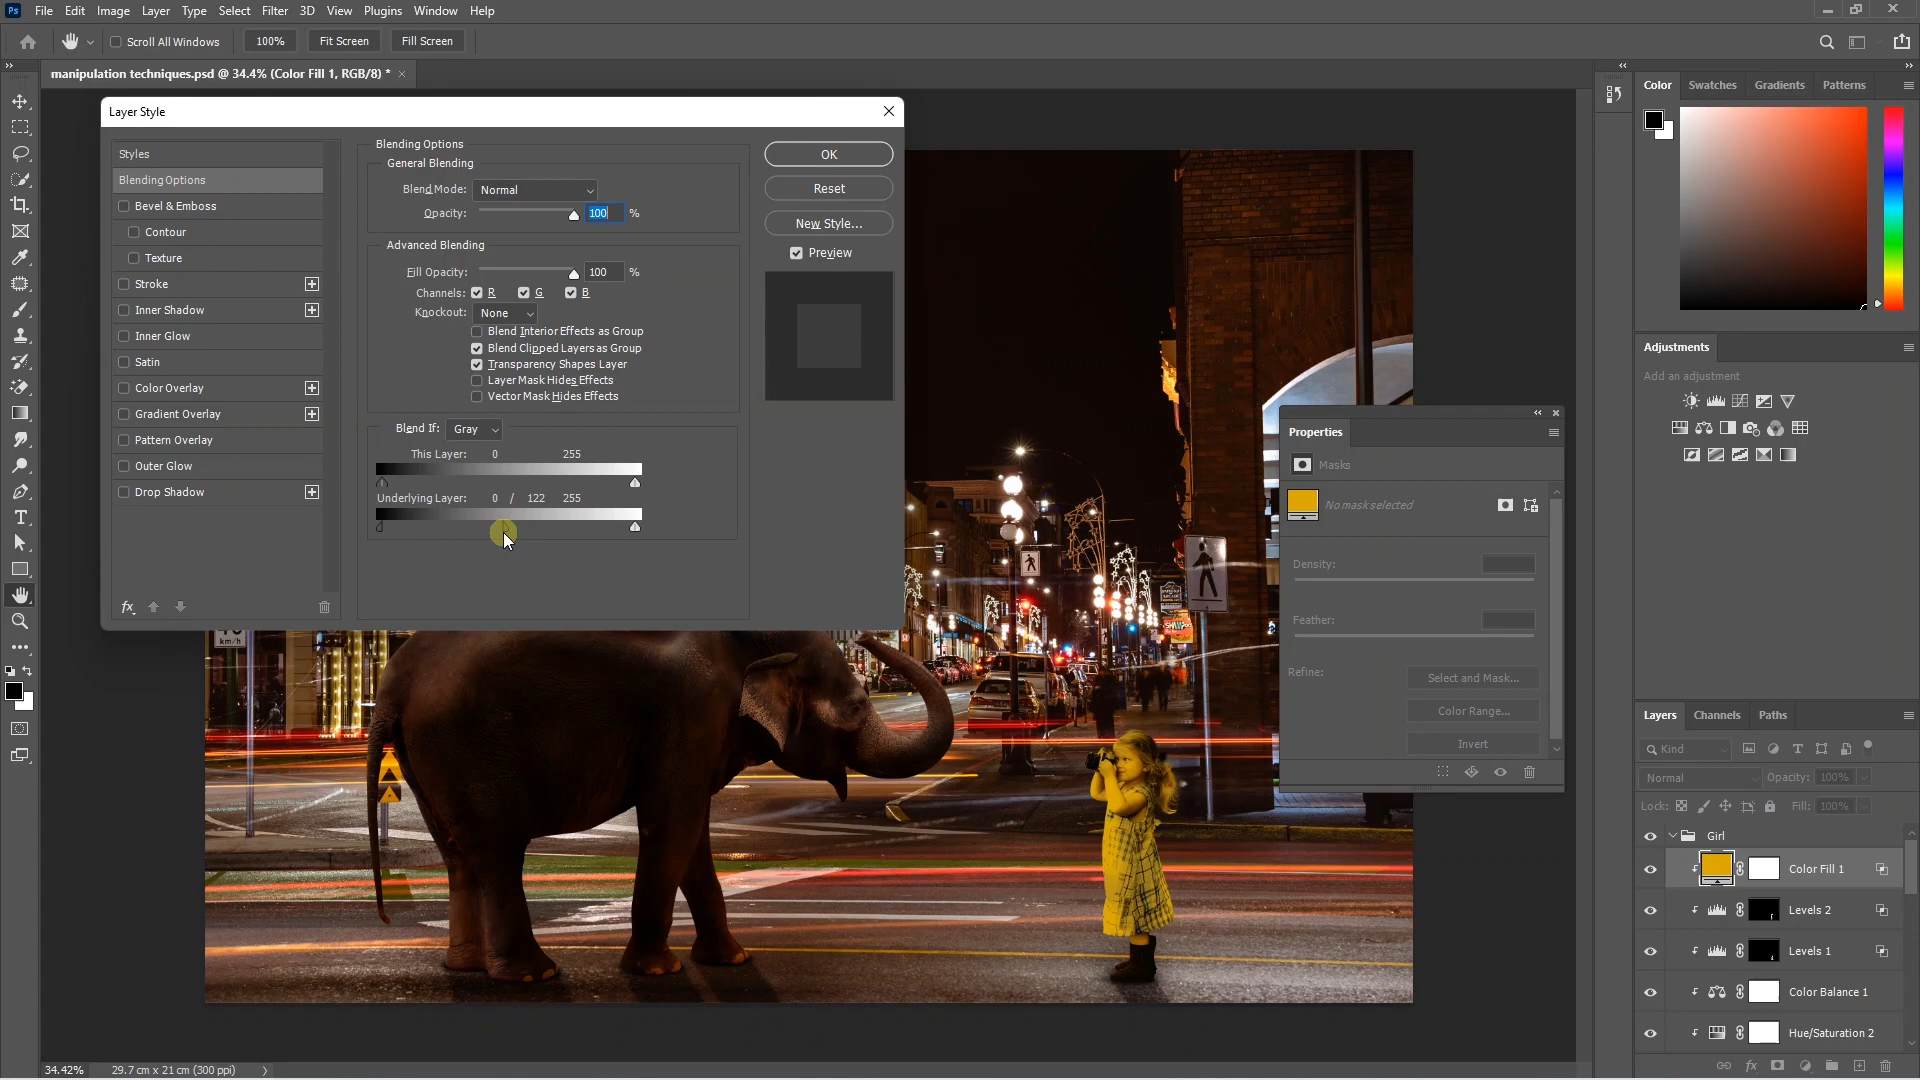 Ps File Edit Image Layer Type Select Filter 3D View Plugins Window Help
Scroll All Windows 100% Fit Screen Fill Screen
manipulation techniques.psd @ 34.4% (Color Fill 1, RGB/8) *
Layer Style
Styles
Blending Options
Bevel & Emboss
Contour
Texture
Stroke
Inner Shadow
Inner Glow
Satin
Color Overlay
Gradient Overlay
Pattern Overlay
Outer Glow
Drop Shadow
fx
Blending Options
General Blending
Blend Mode: Normal
Opacity: 100 %
Advanced Blending
Fill Opacity: 100 %
Channels: R G B
Knockout: None
Blend Interior Effects as Group
Blend Clipped Layers as Group
Transparency Shapes Layer
Layer Mask Hides Effects
Vector Mask Hides Effects
Blend If: Gray
This Layer: 0 255
Underlying Layer: 0 / 122 255
OK
Reset
New Style...
Preview
km/h
Properties
Masks
No mask selected
Density:
Feather:
Refine:
Select and Mask...
Color Range...
Invert
Color Swatches Gradients Patterns
Adjustments
Add an adjustment
Layers Channels Paths
Kind
Normal Opacity: 100%
Lock: Fill: 100%
Girl
Color Fill 1
Levels 2
Levels 1
Color Balance 1
Hue/Saturation 2
fx
34.42% 29.7 cm x 21 cm (300 ppi)